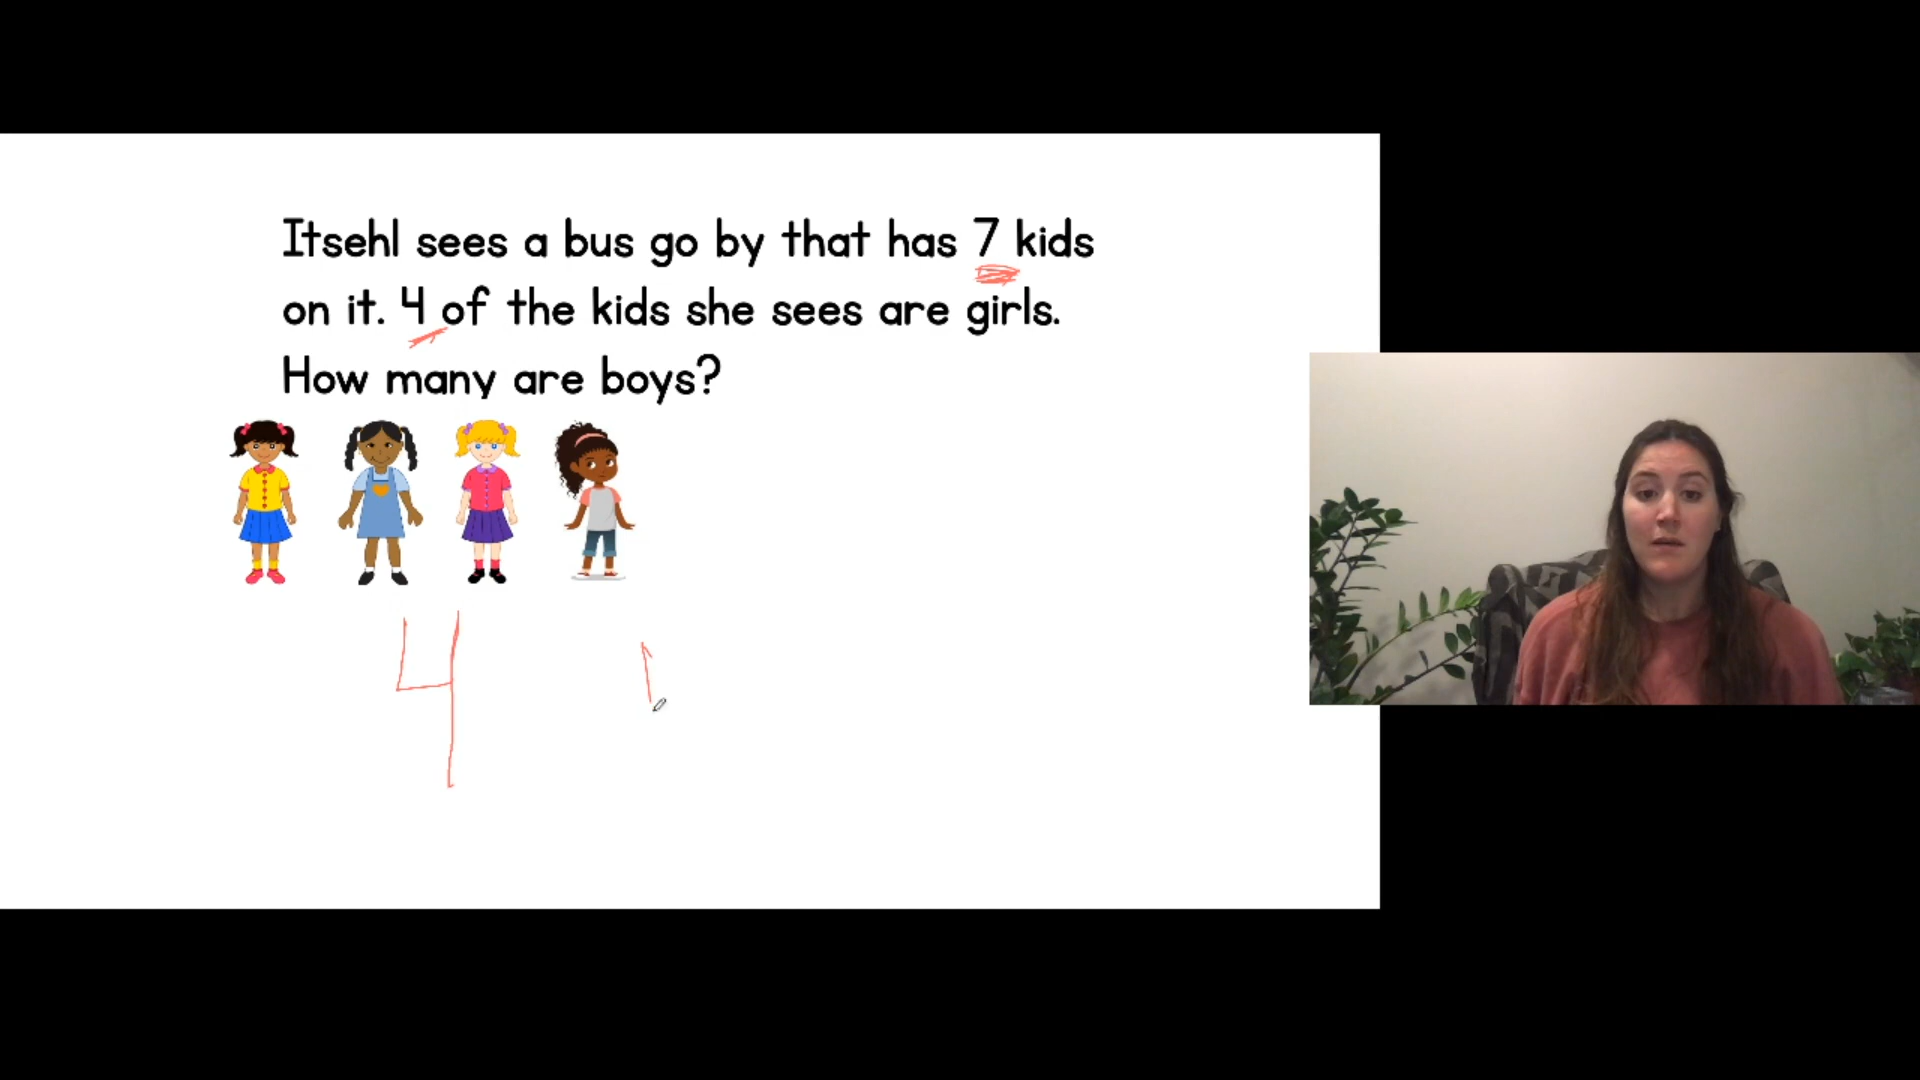 Itsehl sees a bus go by that has 7 kids
on it. 4 of the kids she sees are girls.
How many are boys?
4